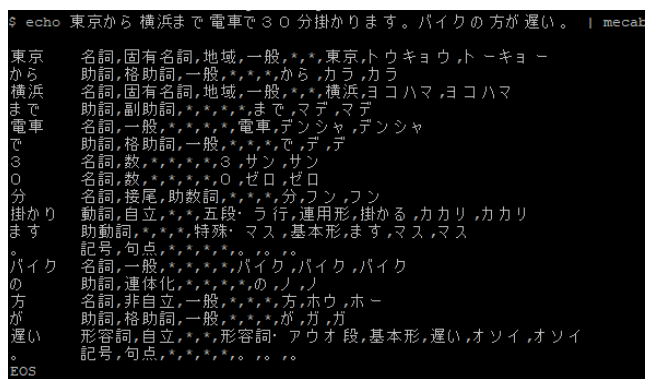 $ echo 東京から横浜まで電車で３０分掛かります。バイクの方が遅い。 | mecab
東京 名詞,固有名詞,地域,一般,*,*,東京,トウキョウ,トーキョー
から 助詞,格助詞,一般,*,*,*,から,カラ,カラ
横浜 名詞,固有名詞,地域,一般,*,*,横浜,ヨコハマ,ヨコハマ
まで 助詞,副助詞,*,*,*,*,まで,マデ,マデ
電車 名詞,一般,*,*,*,*,電車,デンシャ,デンシャ
で 助詞,格助詞,一般,*,*,*,で,デ,デ
３ 名詞,数,*,*,*,*,３,サン,サン
０ 名詞,数,*,*,*,*,０,ゼロ,ゼロ
分 名詞,接尾,助数詞,*,*,*,分,フン,フン
掛かり 動詞,自立,*,*,五段・ラ行,連用形,掛かる,カカリ,カカリ
ます 助動詞,*,*,*,特殊・マス,基本形,ます,マス,マス
。 記号,句点,*,*,*,*,。,。,。
バイク 名詞,一般,*,*,*,*,バイク,バイク,バイク
の 助詞,連体化,*,*,*,*,の,ノ,ノ
方 名詞,非自立,一般,*,*,*,方,ホウ,ホー
が 助詞,格助詞,一般,*,*,*,が,ガ,ガ
遅い 形容詞,自立,*,*,形容詞・アウオ段,基本形,遅い,オソイ,オソイ
。 記号,句点,*,*,*,*,。,。,。
EOS